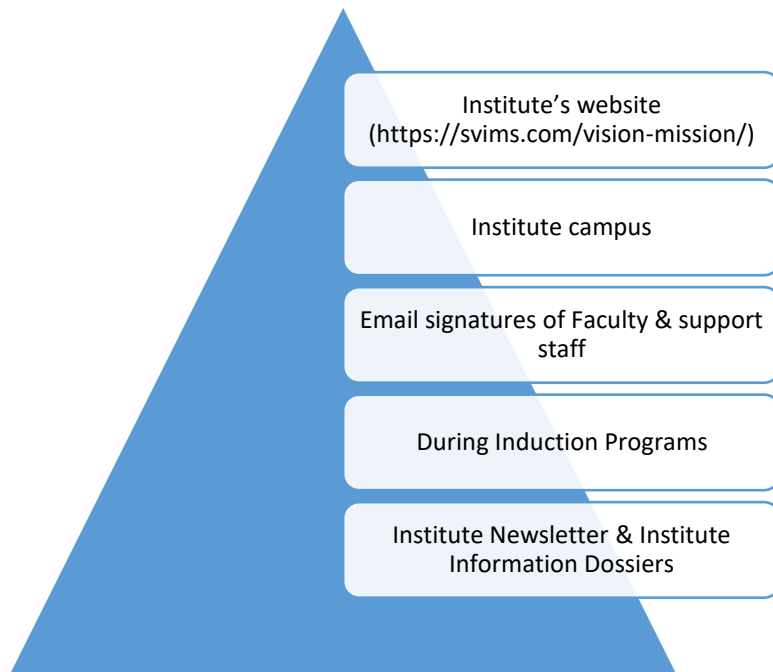 Institute’s website
(https://svims.com/vision-mission/)
Institute campus
Email signatures of Faculty & support
staff
During Induction Programs
Institute Newsletter & Institute
Information Dossiers